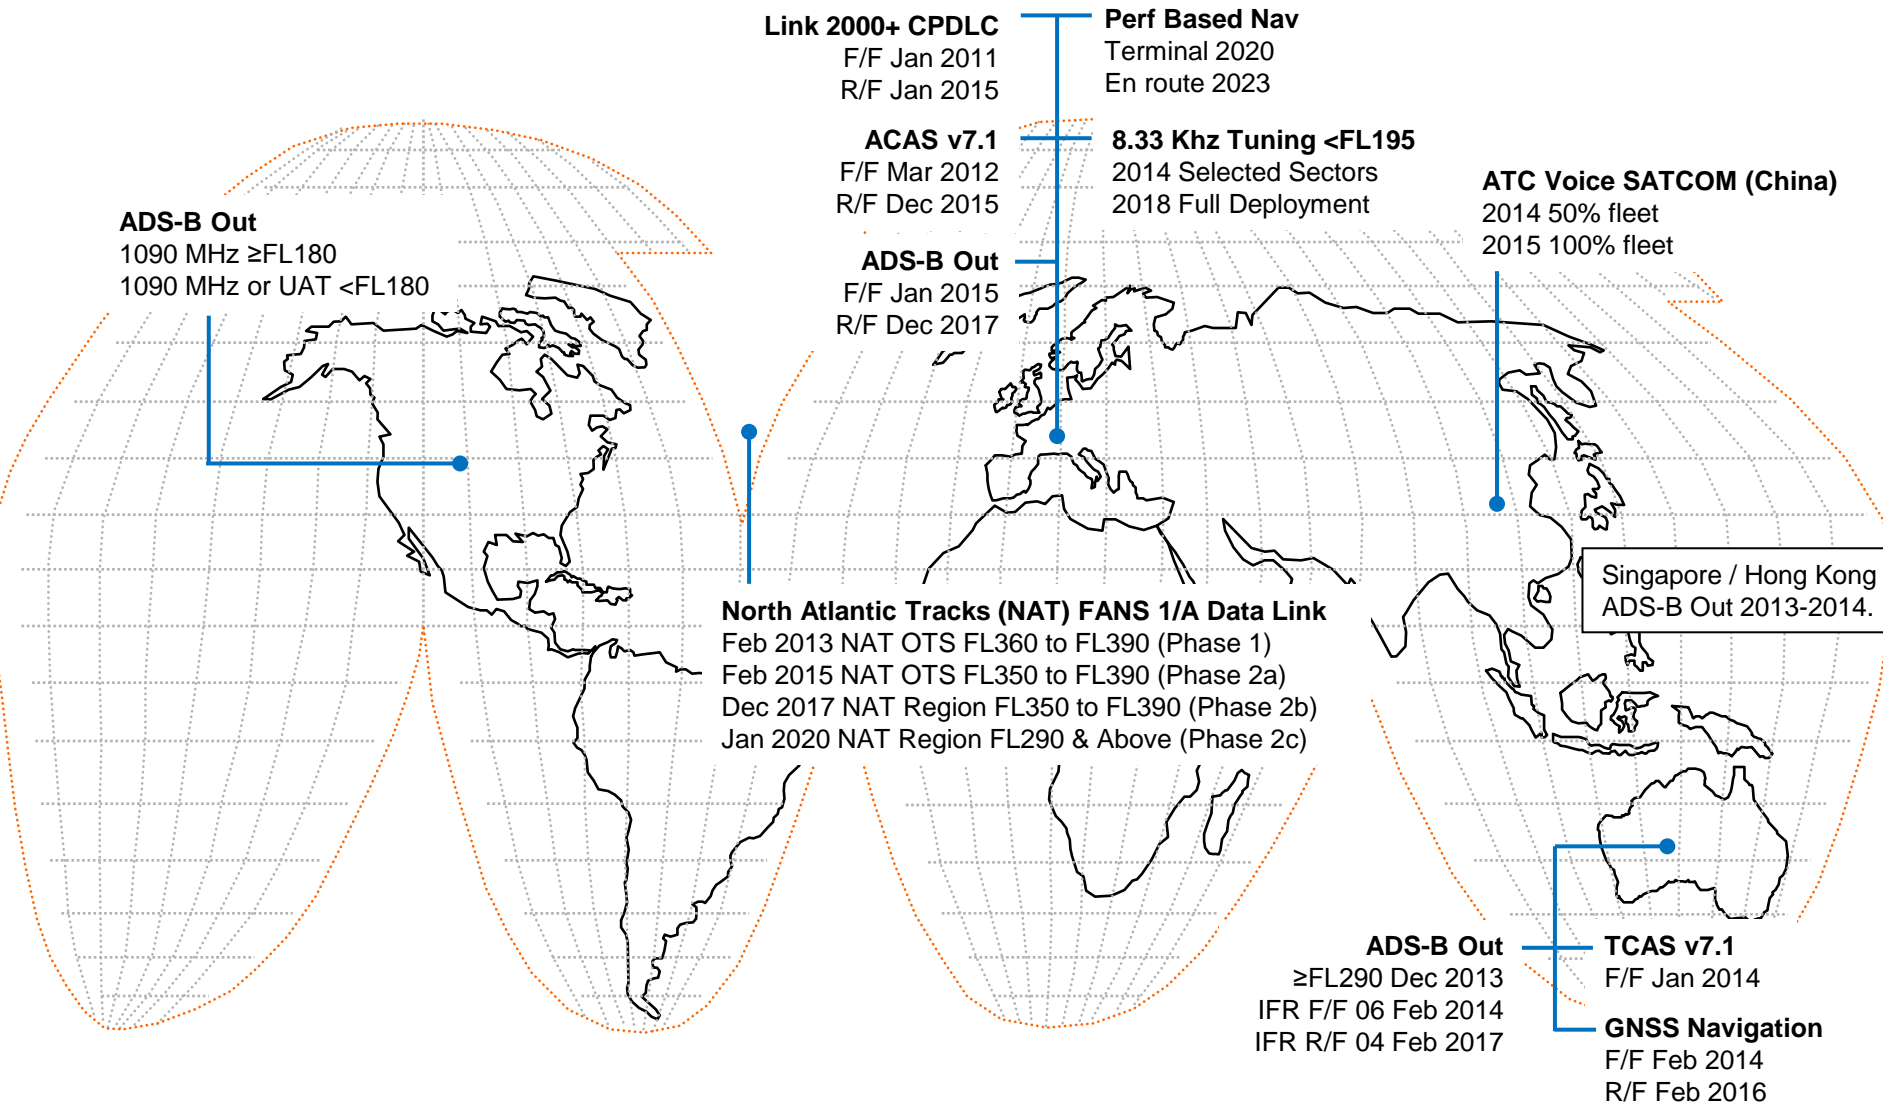 Link 2000+ CPDLC
F/F Jan 2011
R/F Jan 2015
Perf Based Nav
Terminal 2020
En route 2023
ACAS v7.1
F/F Mar 2012
R/F Dec 2015
8.33 Khz Tuning <FL195
2014 Selected Sectors
2018 Full Deployment
ATC Voice SATCOM (China)
2014 50% fleet
2015 100% fleet
ADS-B Out
1090 MHz ≥FL180
1090 MHz or UAT <FL180
ADS-B Out
F/F Jan 2015
R/F Dec 2017
Singapore / Hong Kong
ADS-B Out 2013-2014.
North Atlantic Tracks (NAT) FANS 1/A Data Link
Feb 2013 NAT OTS FL360 to FL390 (Phase 1)
Feb 2015 NAT OTS FL350 to FL390 (Phase 2a)
Dec 2017 NAT Region FL350 to FL390 (Phase 2b)
Jan 2020 NAT Region FL290 & Above (Phase 2c)
ADS-B Out
≥FL290 Dec 2013
IFR F/F 06 Feb 2014
IFR R/F 04 Feb 2017
TCAS v7.1
F/F Jan 2014
GNSS Navigation
F/F Feb 2014
R/F Feb 2016